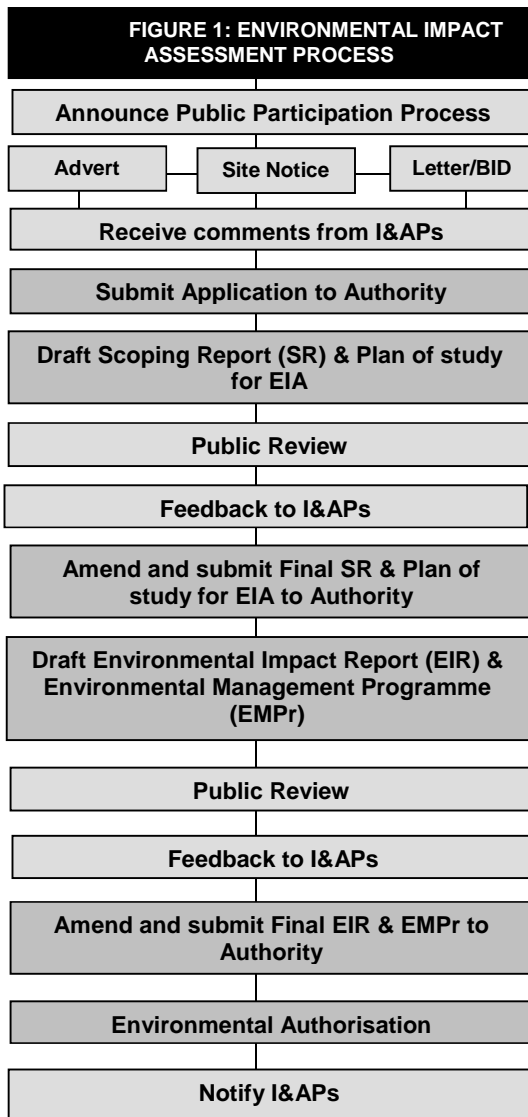 FIGURE 1: ENVIRONMENTAL IMPACT
ASSESSMENT PROCESS
Announce Public Participation Process
Advert
Site Notice
Letter/BID
Receive comments from I&APs
Submit Application to Authority
Draft Scoping Report (SR) & Plan of study
for EIA
Public Review
Feedback to I&APs
Amend and submit Final SR & Plan of
study for EIA to Authority
Draft Environmental Impact Report (EIR) &
Environmental Management Programme
(EMPr)
Public Review
Feedback to I&APs
Amend and submit Final EIR & EMPr to
Authority
Environmental Authorisation
Notify I&APs